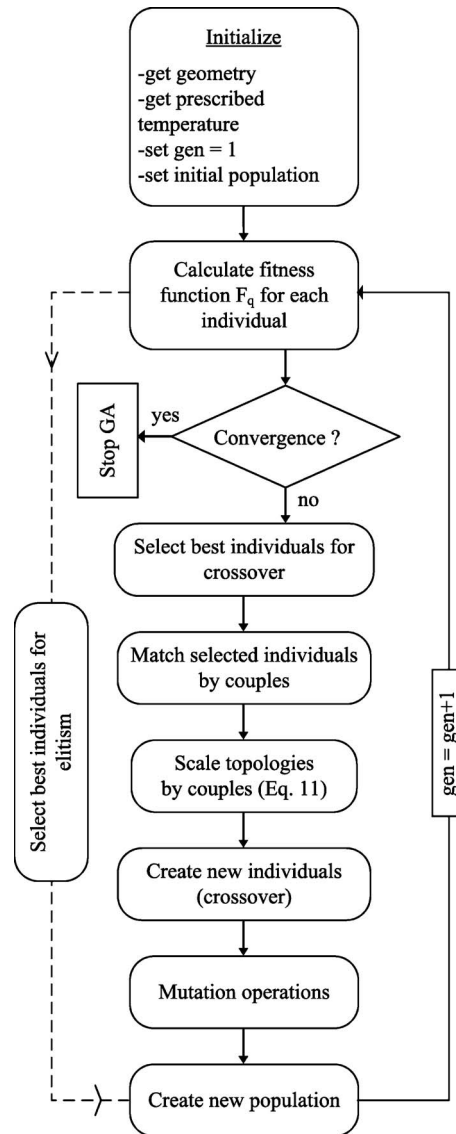 Initialize
-get geometry
-get prescribed
temperature
-set gen = 1
-set initial population
Calculate fitness
function Fq for each
individual
Convergence ?
yes
Stop GA
no
Select best individuals for
crossover
Match selected individuals
by couples
Scale topologies
by couples (Eq. 11)
Create new individuals
(crossover)
Mutation operations
Create new population
Select best individuals for
elitism
gen = gen+1